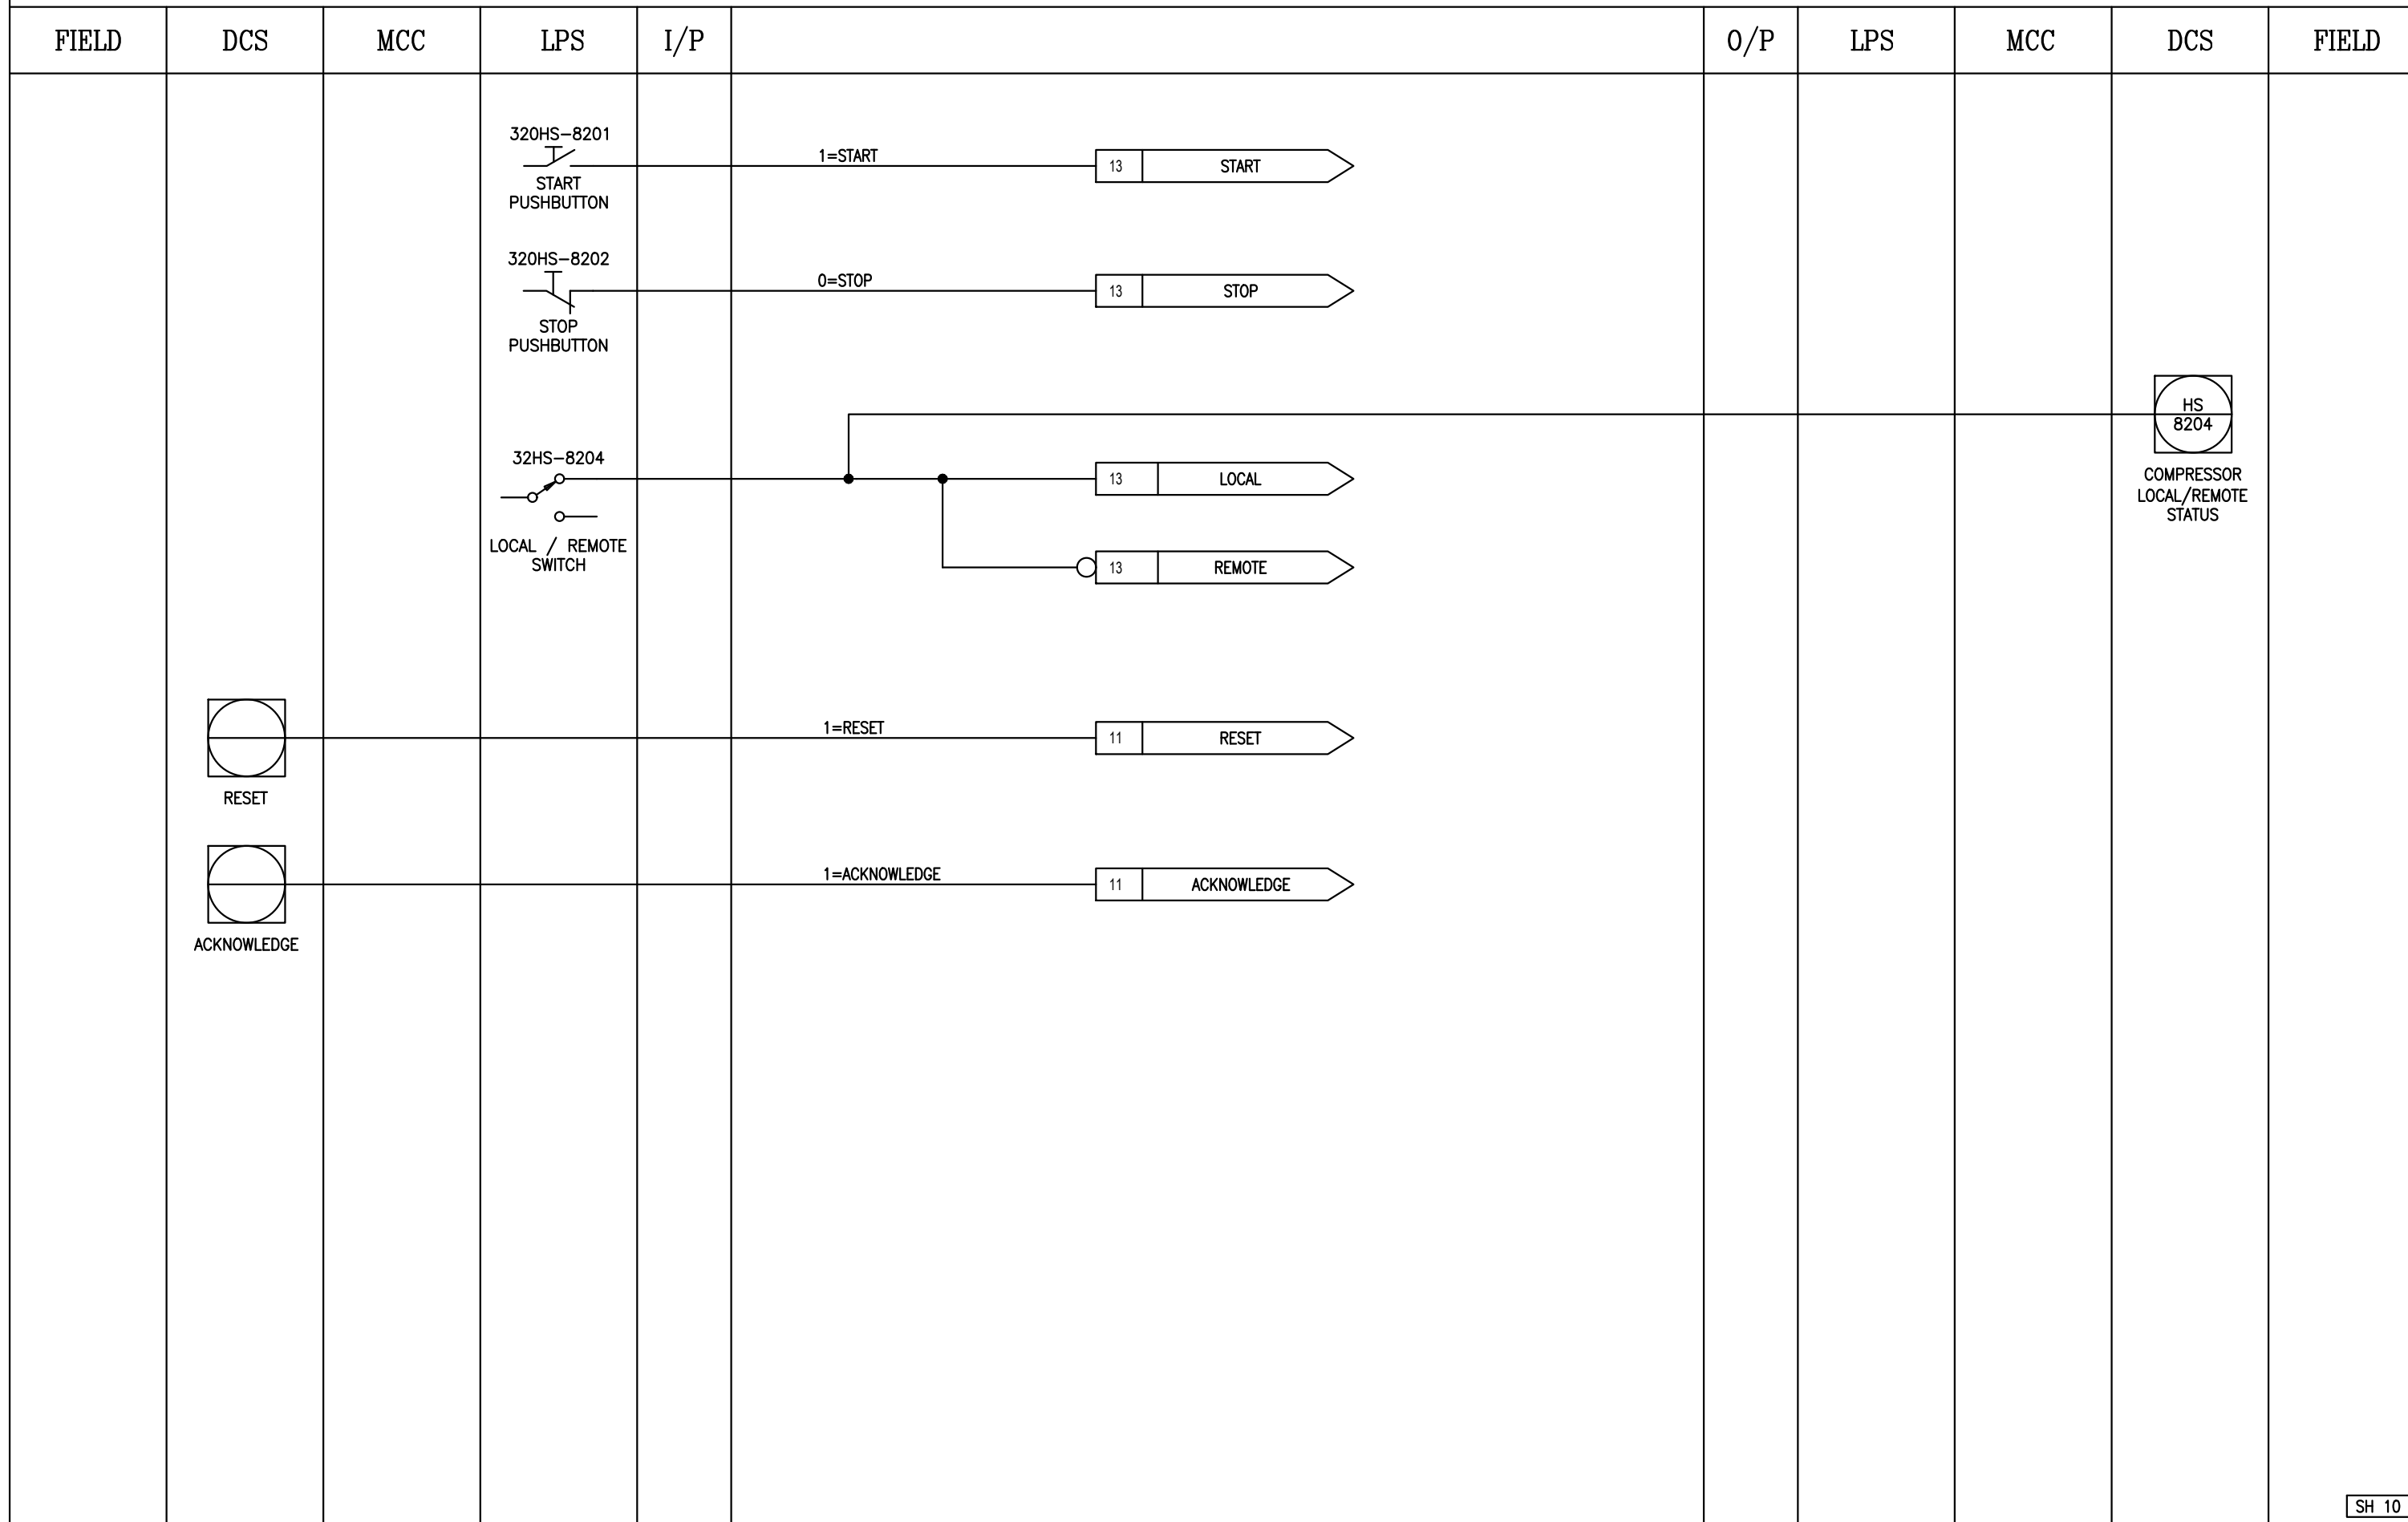 FIELD DCS MCC LPS I/P O/P LPS MCC DCS FIELD
320HS-8201
START
PUSHBUTTON
1=START
13 START
320HS-8202
STOP
PUSHBUTTON
0=STOP
13 STOP
HS
8204
COMPRESSOR
LOCAL/REMOTE
STATUS
32HS-8204
LOCAL / REMOTE
SWITCH
13 LOCAL
13 REMOTE
RESET
1=RESET
11 RESET
ACKNOWLEDGE
1=ACKNOWLEDGE
11 ACKNOWLEDGE
SH 10